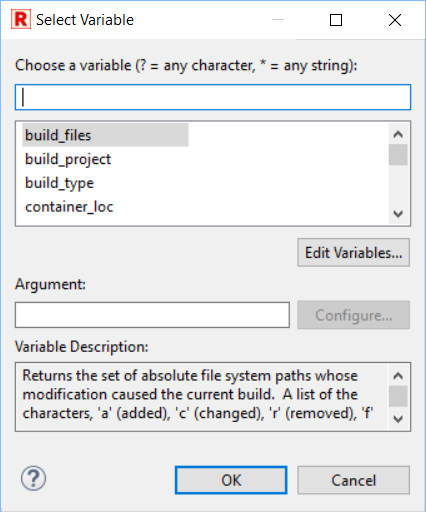 R Select Variable
Choose a variable (? = any character, * = any string):
build_files
build_project
build_type
container_loc
Edit Variables...
Argument:
Configure...
Variable Description:
Returns the set of absolute file system paths whose
modification caused the current build.  A list of the
characters, 'a' (added), 'c' (changed), 'r' (removed), 'f'
? OK Cancel